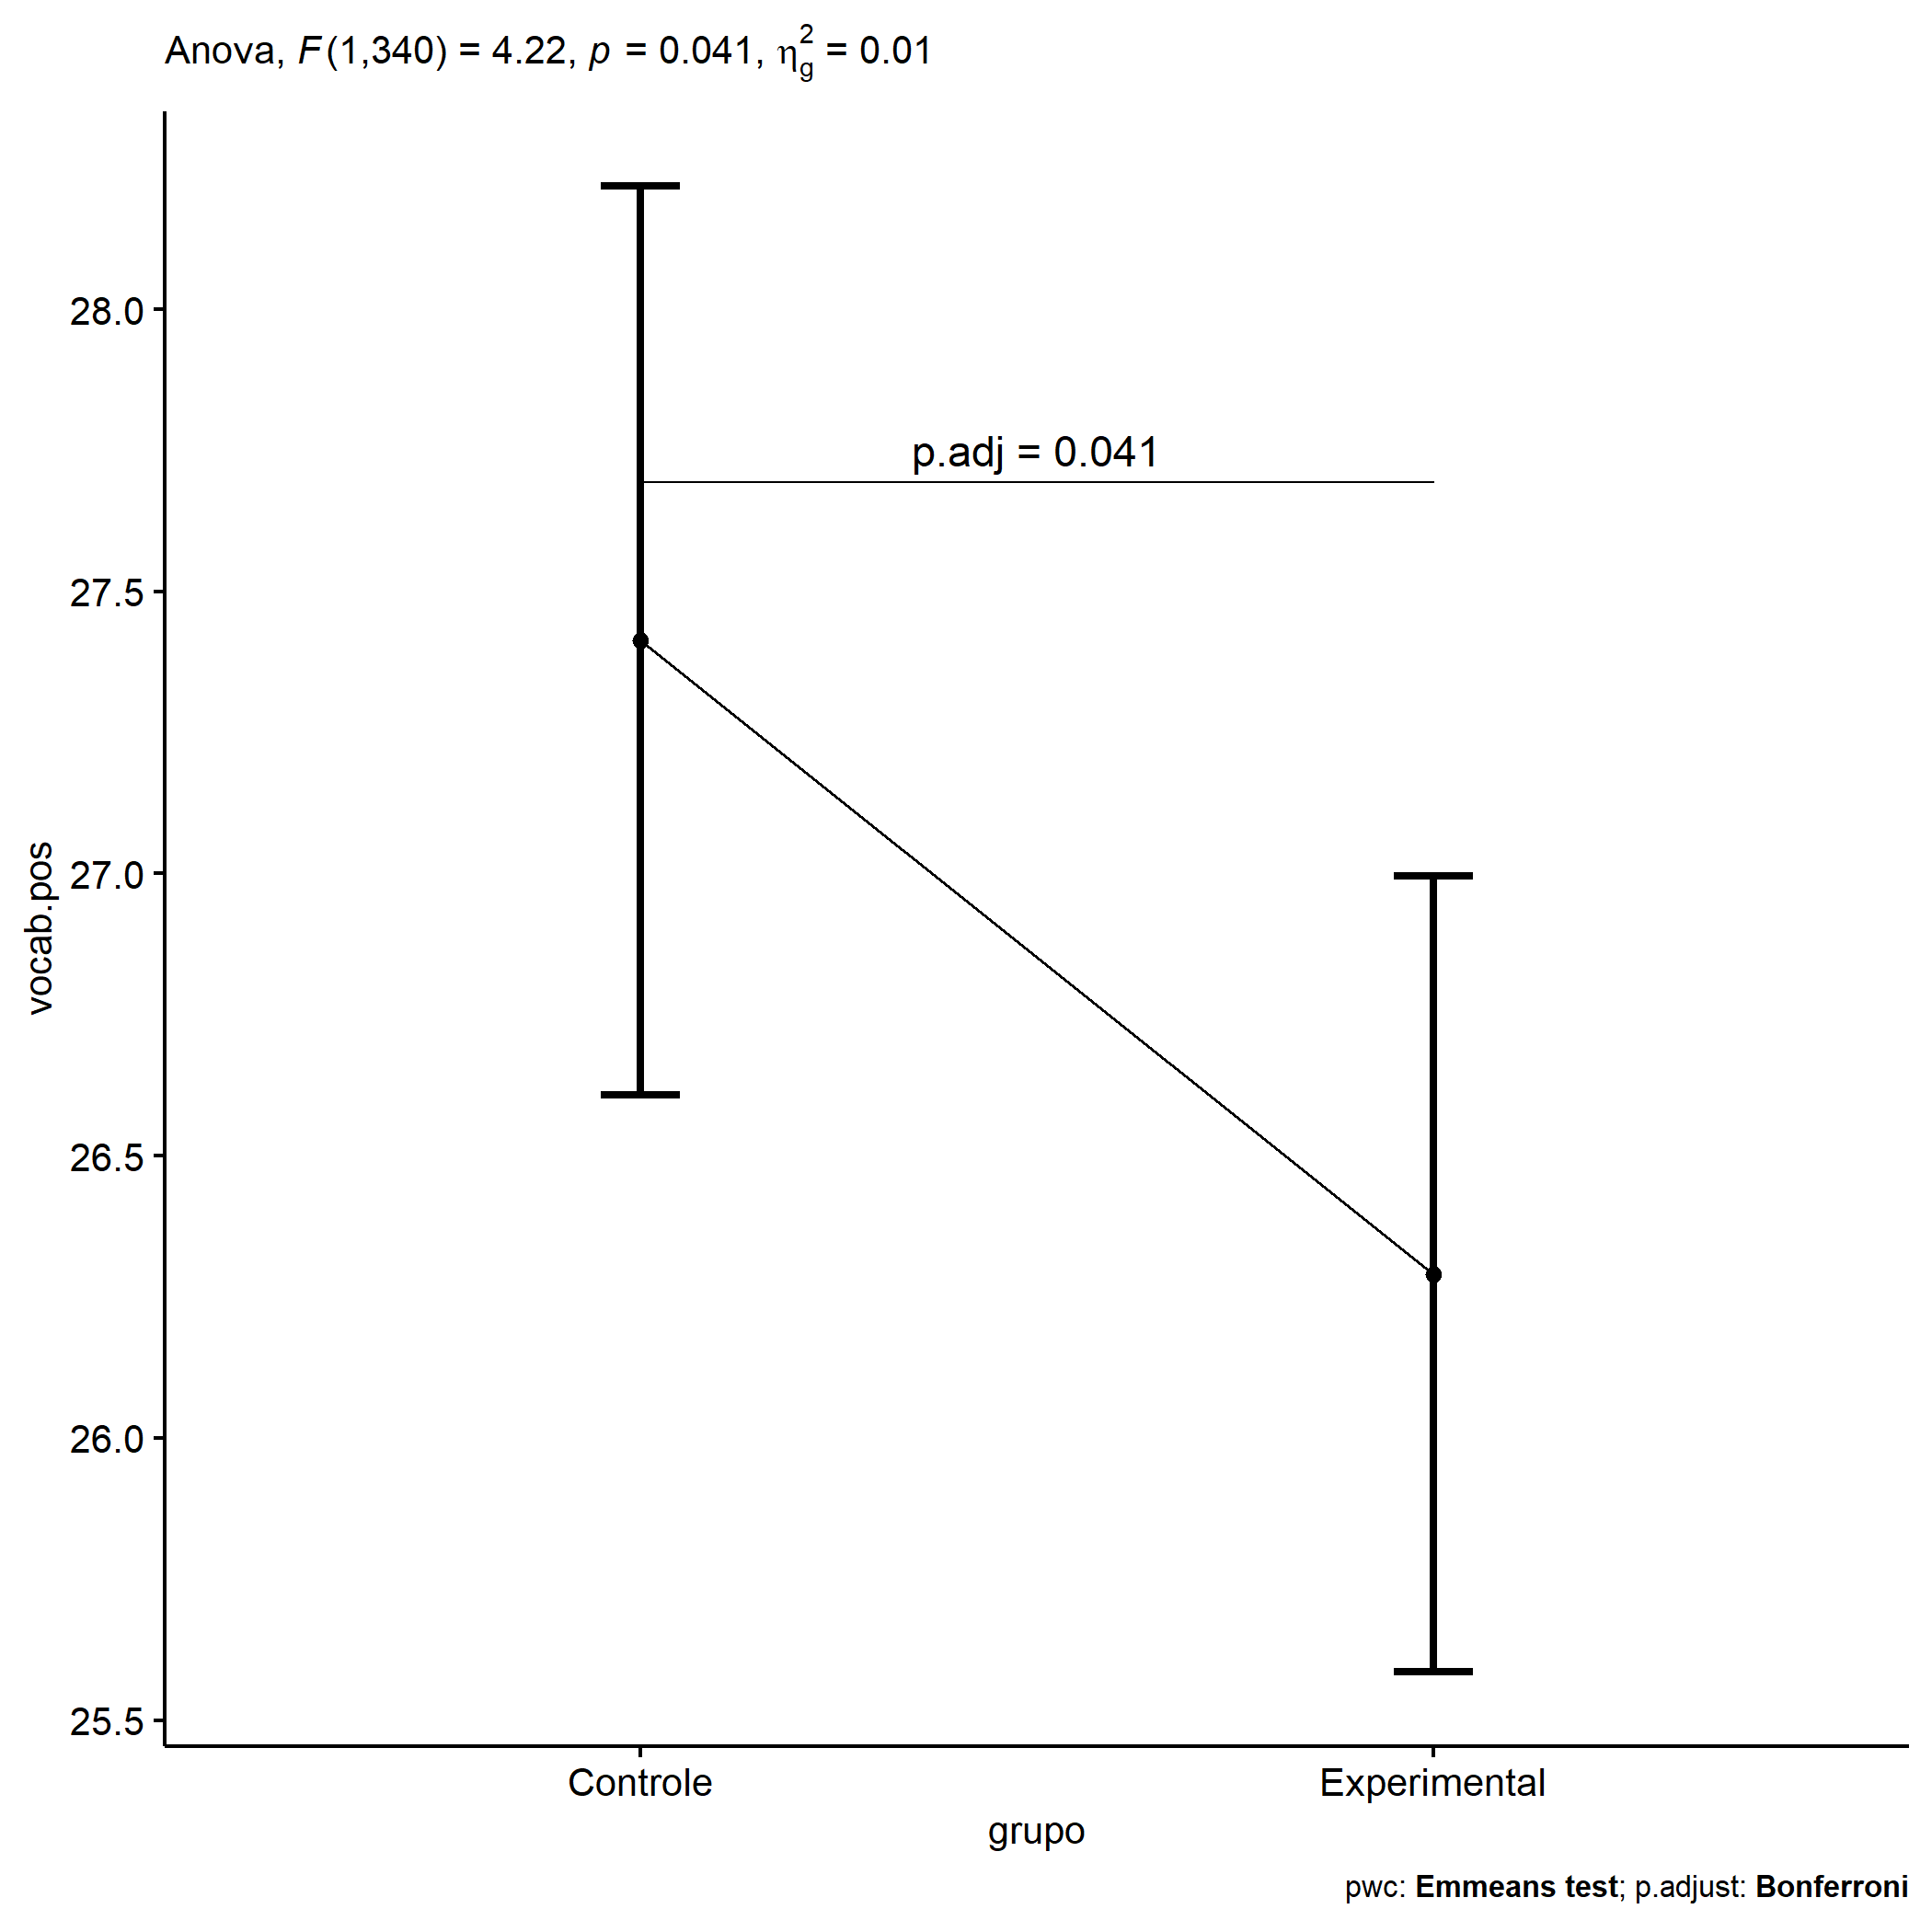 Anova, F(1,340) = 4.22, p = 0.041, η²g = 0.01
28.0
p.adj = 0.041
27.5
27.0
vocab.pos
26.5
26.0
25.5
Controle Experimental
grupo
pwc: Emmeans test; p.adjust: Bonferroni